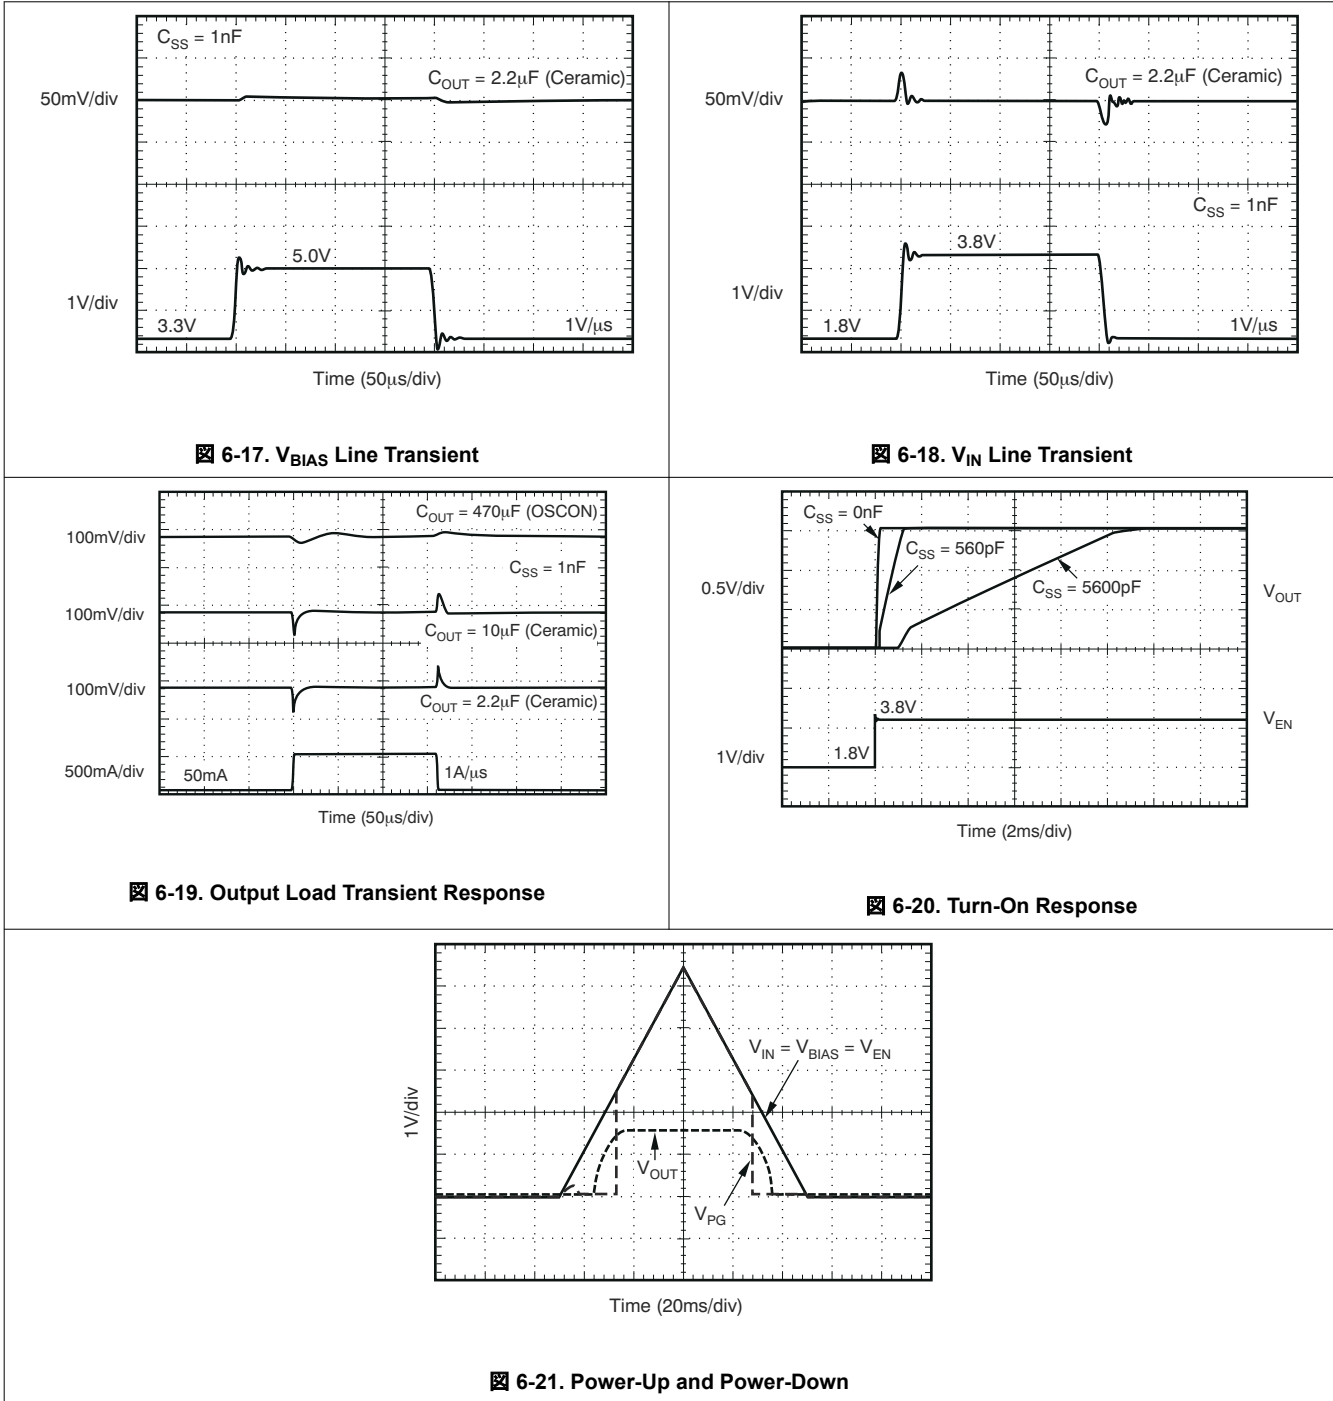 C_SS = 1nF
C_OUT = 2.2μF (Ceramic)
50mV/div
5.0V
1V/div
3.3V
1V/μs
Time (50μs/div)
図 6-17. V_BIAS Line Transient
C_OUT = 2.2μF (Ceramic)
50mV/div
C_SS = 1nF
3.8V
1V/div
1.8V
1V/μs
Time (50μs/div)
図 6-18. V_IN Line Transient
C_OUT = 470μF (OSCON)
100mV/div
C_SS = 1nF
100mV/div
C_OUT = 10μF (Ceramic)
100mV/div
C_OUT = 2.2μF (Ceramic)
500mA/div
50mA
1A/μs
Time (50μs/div)
図 6-19. Output Load Transient Response
C_SS = 0nF
C_SS = 560pF
0.5V/div
C_SS = 5600pF
V_OUT
3.8V
V_EN
1V/div
1.8V
Time (2ms/div)
図 6-20. Turn-On Response
V_IN = V_BIAS = V_EN
1V/div
V_OUT
V_PG
Time (20ms/div)
図 6-21. Power-Up and Power-Down